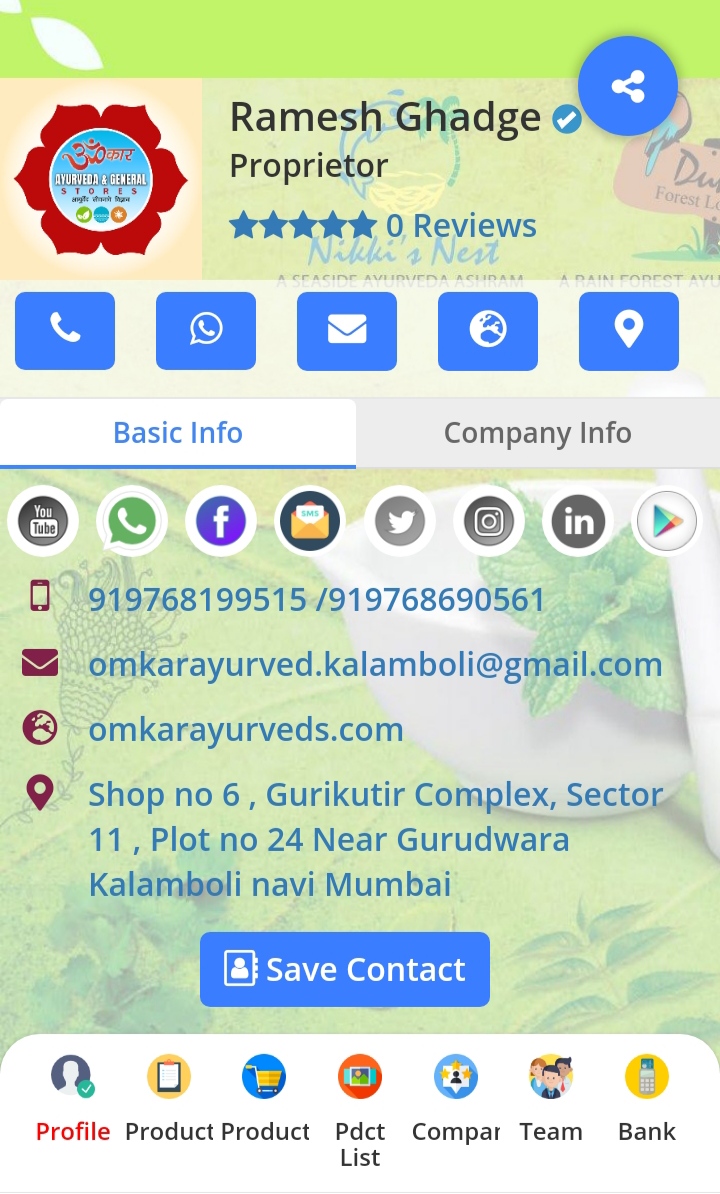 Ramesh Ghadge
Proprietor
0 Reviews
ॐकार
AYURVEDA & GENERAL
STORES
Nikki's Nest
A SEASIDE AYURVEDA ASHRAM
Forest
A RAIN FOREST AYU
Basic Info
Company Info
You
Tube
SMS
in
919768199515 /919768690561
omkarayurved.kalamboli@gmail.com
omkarayurveds.com
Shop no 6 , Gurikutir Complex, Sector
11 , Plot no 24 Near Gurudwara
Kalamboli navi Mumbai
Save Contact
Profile
Product
Product
Pdct
List
Compar
Team
Bank